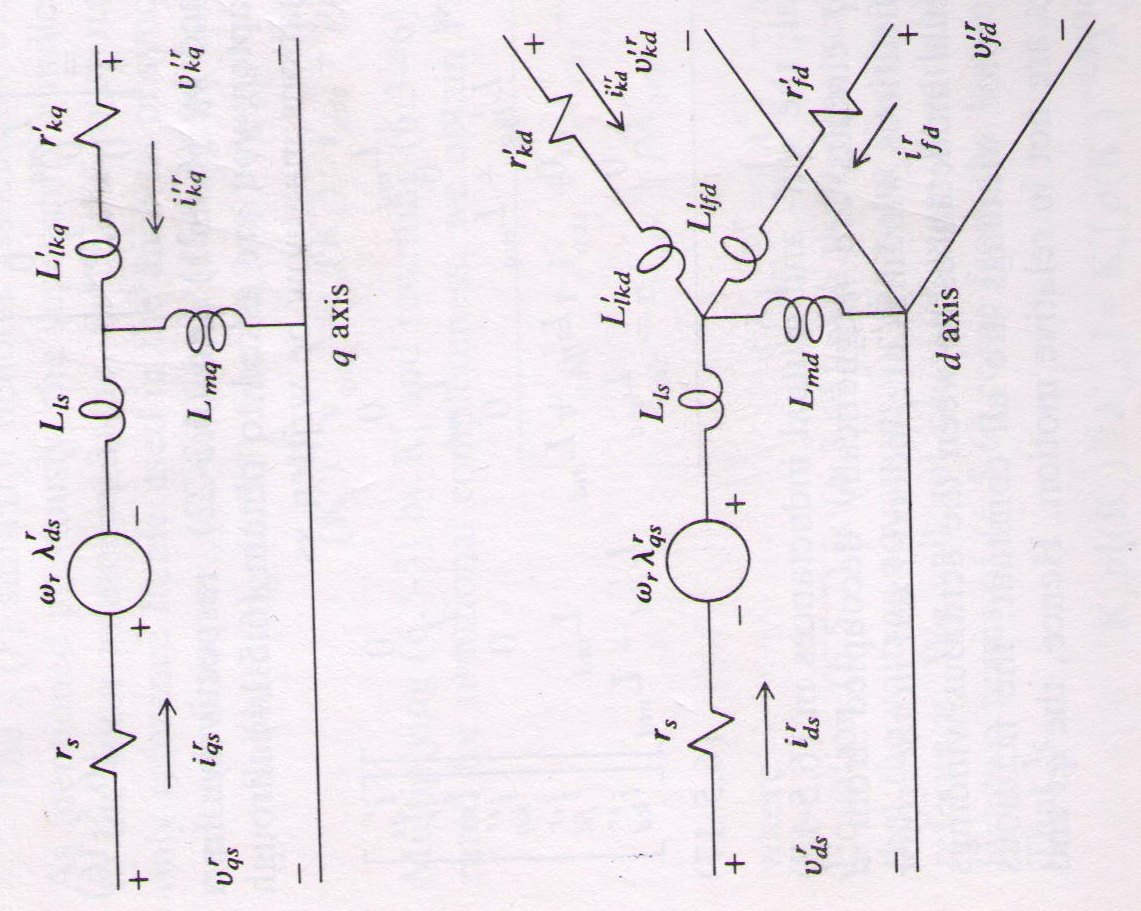 r_s ω_r λ^r_ds L_ls L'_lkq r'_kq
+ + − +
v^r_qs i^r_qs L_mq i'^r_kq v'^r_kq
− −
q axis
r'_kd +
i'^r_kd v'^r_kd
L'_lkd −
r_s ω_r λ^r_qs L_ls L'_lfd r'_fd
+ − + +
v^r_ds i^r_ds L_md i^r_fd v'^r_fd
− −
d axis